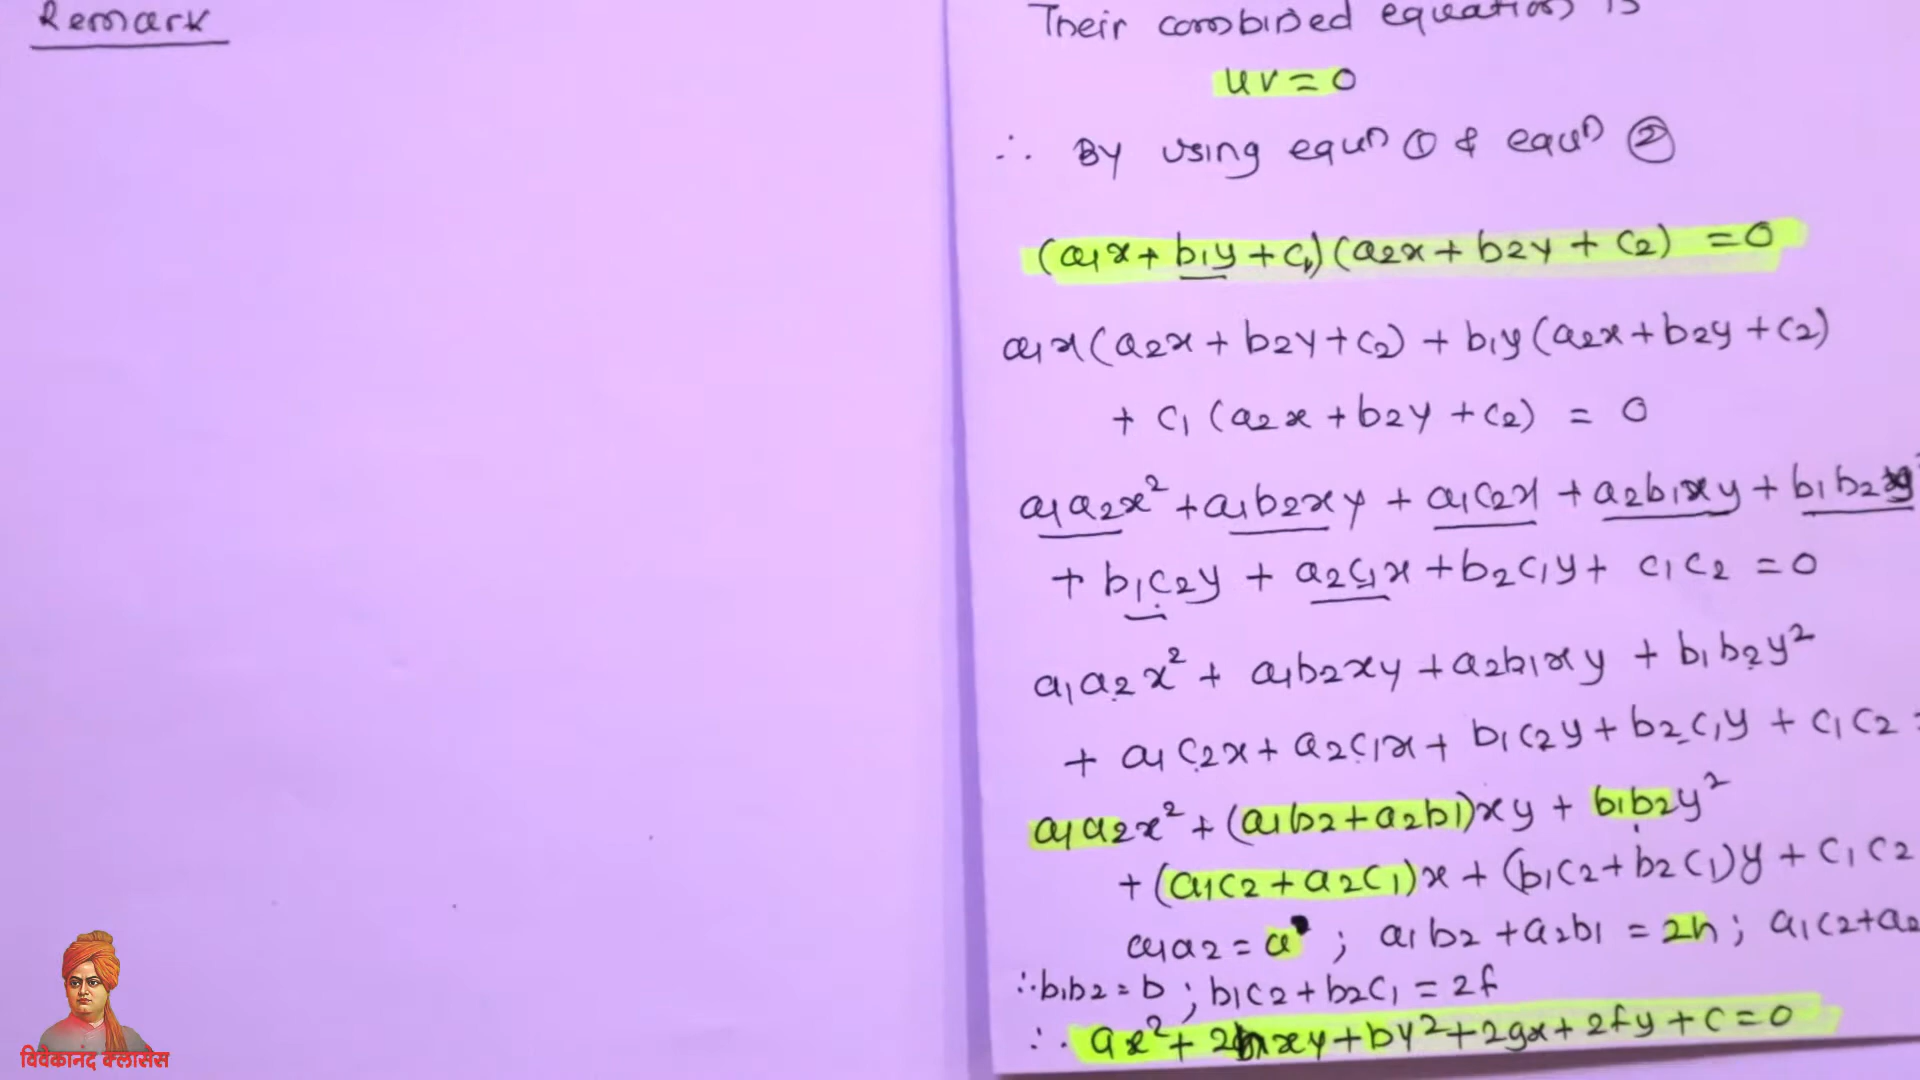 Remark
Their combined equation is
uv = 0
∴ By using equⁿ ① & equⁿ ②
(a1x + b1y + c1)(a2x + b2y + c2) = 0
a1x(a2x + b2y + c2) + b1y(a2x + b2y + c2)
+ c1(a2x + b2y + c2) = 0
a1a2x² + a1b2xy + a1c2x + a2b1xy + b1b2y²
+ b1c2y + a2c1x + b2c1y + c1c2 = 0
a1a2x² + a1b2xy + a2b1xy + b1b2y²
+ a1c2x + a2c1x + b1c2y + b2c1y + c1c2 =
a1a2x² + (a1b2 + a2b1)xy + b1b2y²
+ (a1c2 + a2c1)x + (b1c2 + b2c1)y + c1c2
a1a2 = a ; a1b2 + a2b1 = 2h ; a1c2 + a2
∴ b1b2 = b ; b1c2 + b2c1 = 2f
∴ ax² + 2hxy + by² + 2gx + 2fy + c = 0
विवेकानंद क्लासेस